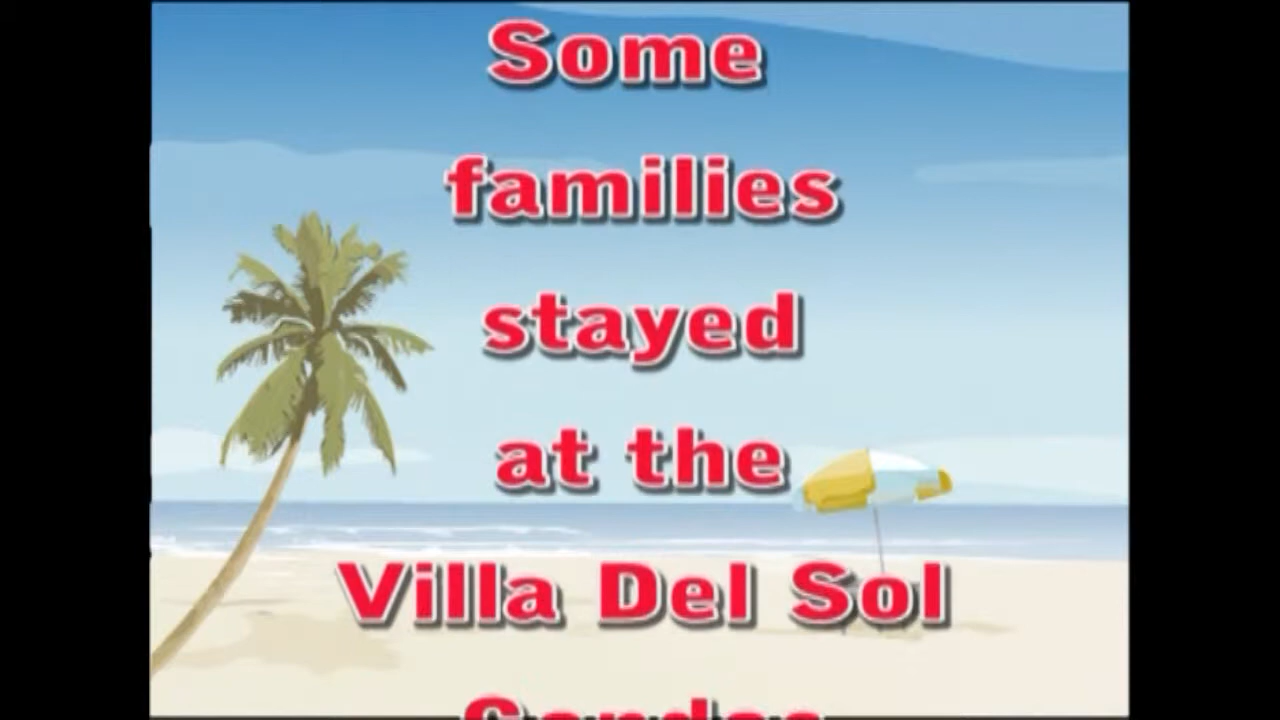 Some
families
stayed
at the
Villa Del Sol